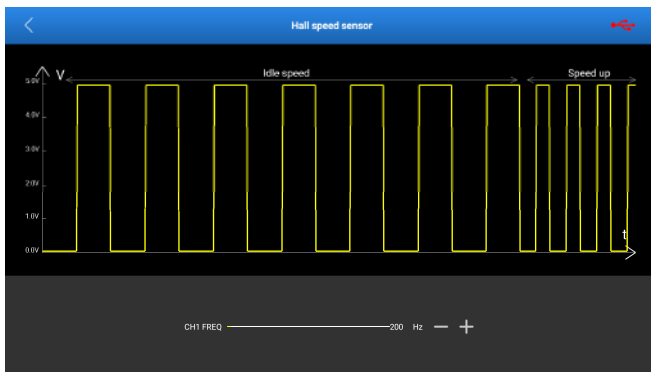 Hall speed sensor
V
Idle speed
Speed up
5.0V
4.0V
3.0V
2.0V
1.0V
0.0V
t
CH1 FREQ 200 Hz